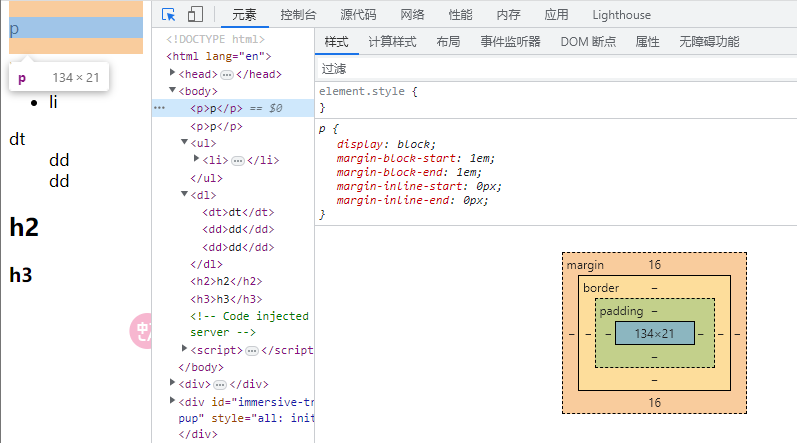 p
p 134 × 21
li
dt
dd
dd
h2
h3
中
元素 控制台 源代码 网络 性能 内存 应用 Lighthouse
<!DOCTYPE html>
<html lang="en">
<head> ⋯ </head>
<body>
⋯ <p>p</p> == $0
<p>p</p>
<ul>
<li> ⋯ </li>
</ul>
<dl>
<dt>dt</dt>
<dd>dd</dd>
<dd>dd</dd>
</dl>
<h2>h2</h2>
<h3>h3</h3>
<!-- Code injected
server -->
<script> ⋯ </script
</body>
<div> ⋯ </div>
<div id="immersive-tr
pup" style="all: init
</div>
样式 计算样式 布局 事件监听器 DOM 断点 属性 无障碍功能
过滤
element.style {
}
p {
display: block;
margin-block-start: 1em;
margin-block-end: 1em;
margin-inline-start: 0px;
margin-inline-end: 0px;
}
margin 16
border –
padding –
– – – 134×21 – – –
–
–
16